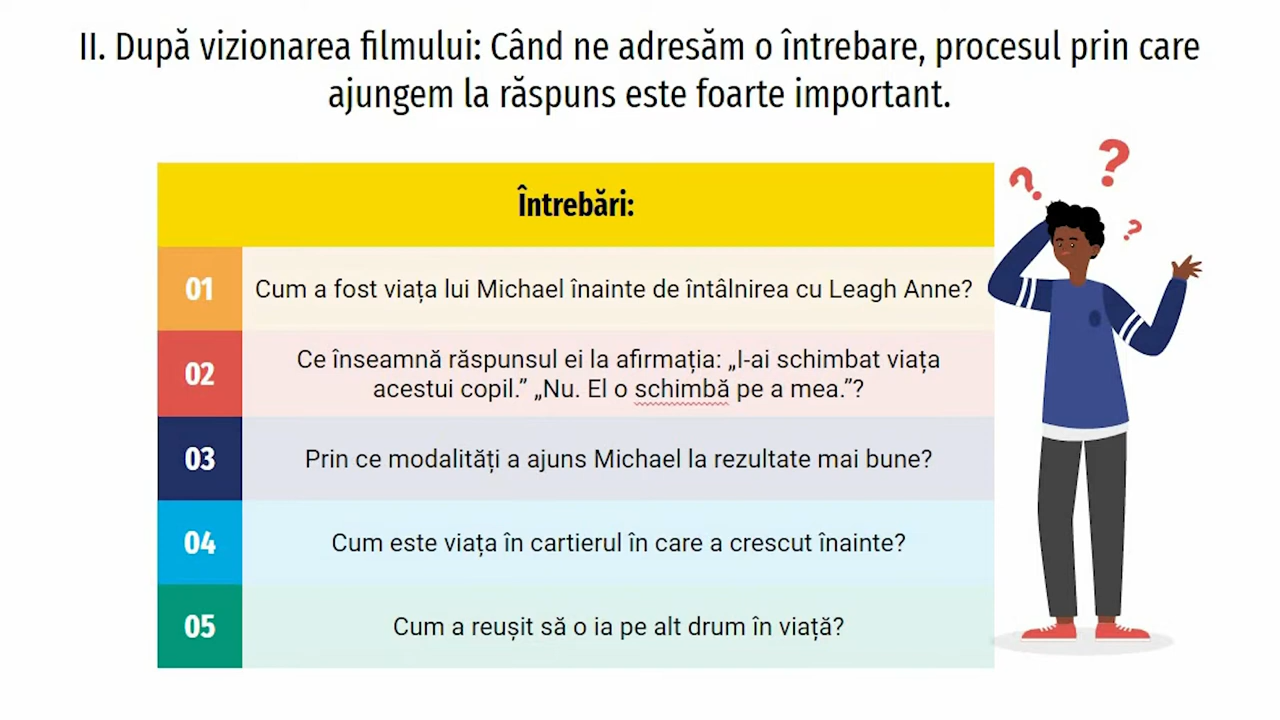 II. După vizionarea filmului: Când ne adresăm o întrebare, procesul prin care
ajungem la răspuns este foarte important.
Întrebări:
01
Cum a fost viața lui Michael înainte de întâlnirea cu Leagh Anne?
02
Ce înseamnă răspunsul ei la afirmația: „I-ai schimbat viața
acestui copil.” „Nu. El o schimbă pe a mea.”?
03
Prin ce modalități a ajuns Michael la rezultate mai bune?
04
Cum este viața în cartierul în care a crescut înainte?
05
Cum a reușit să o ia pe alt drum în viață?
? ? ?